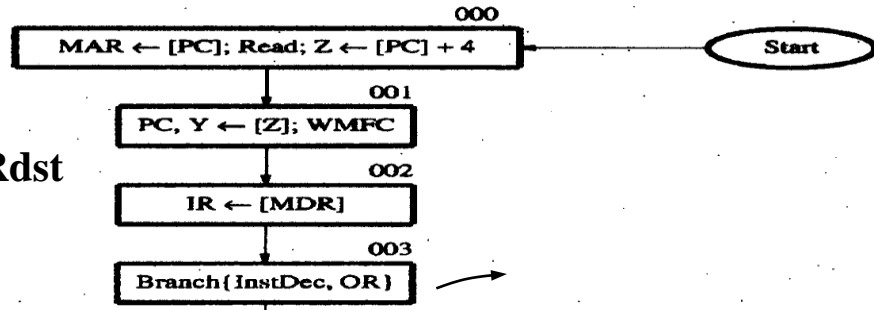 000
MAR ← [PC]; Read; Z ← [PC] + 4
Start
001
PC, Y ← [Z]; WMFC
Rdst
002
IR ← [MDR]
003
Branch{InstDec, OR}